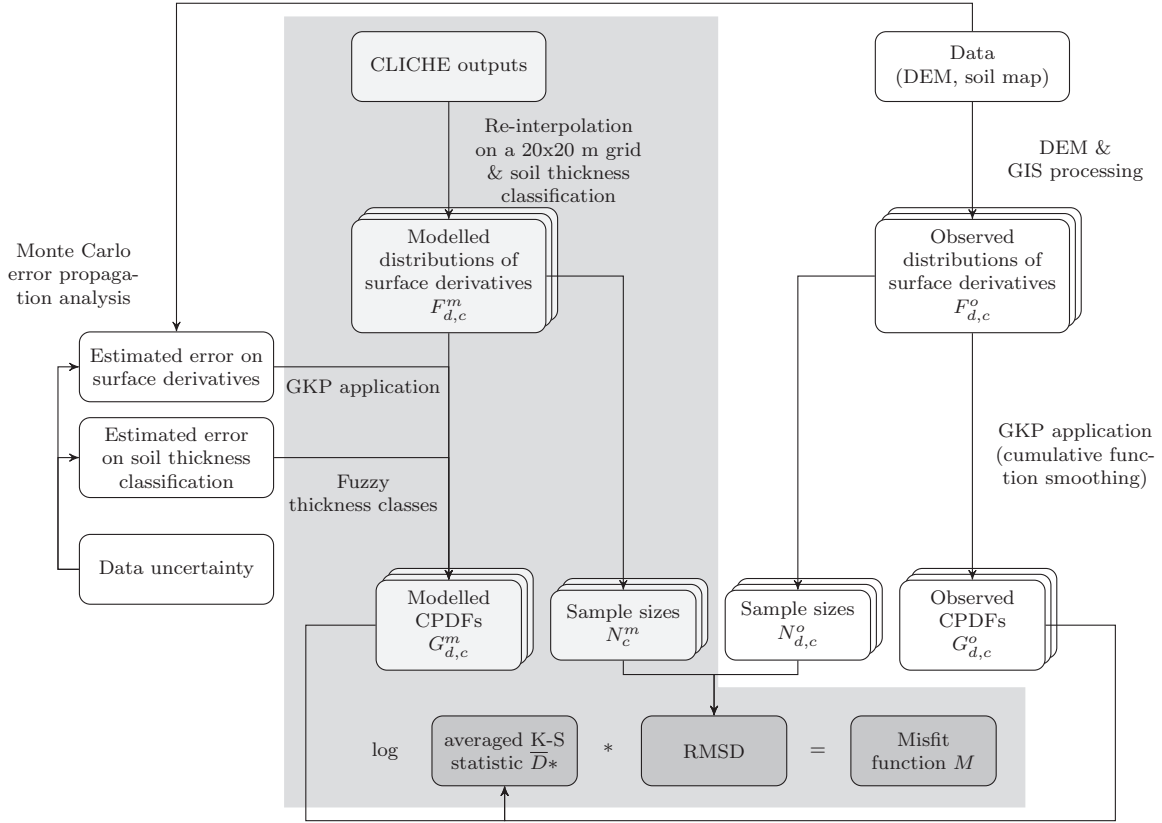 CLICHE outputs
Data
(DEM, soil map)
Re-interpolation
on a 20x20 m grid
& soil thickness
classification
DEM &
GIS processing
Modelled
distributions of
surface derivatives
F^m_{d,c}
Observed
distributions of
surface derivatives
F^o_{d,c}
Monte Carlo
error propaga-
tion analysis
Estimated error on
surface derivatives
GKP application
Estimated error
on soil thickness
classification
Fuzzy
thickness classes
GKP application
(cumulative func-
tion smoothing)
Data uncertainty
Modelled
CPDFs
G^m_{d,c}
Sample sizes
N^m_c
Sample sizes
N^o_{d,c}
Observed
CPDFs
G^o_{d,c}
log
averaged K-S
statistic D̅*
*
RMSD
=
Misfit
function M